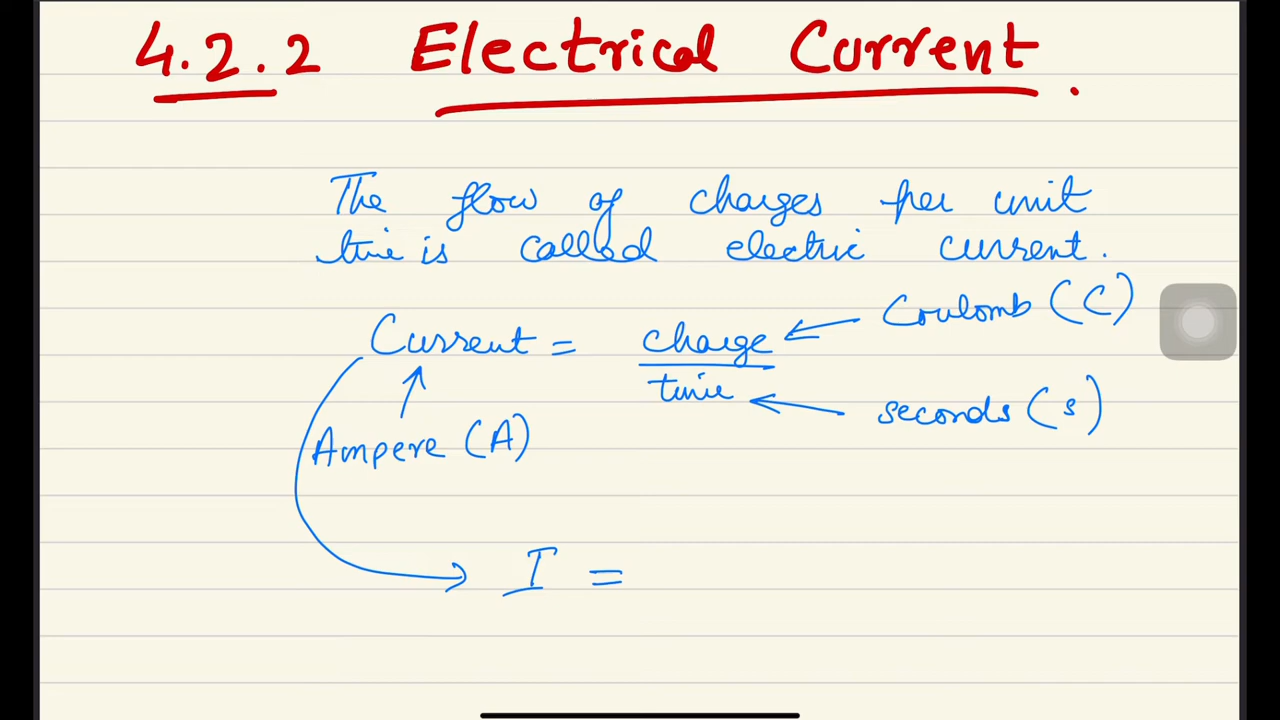 4.2.2 Electrical Current.
The flow of charges per unit
time is called electric current.
Coulomb (C)
Current = charge
time
seconds (s)
Ampere (A)
I =